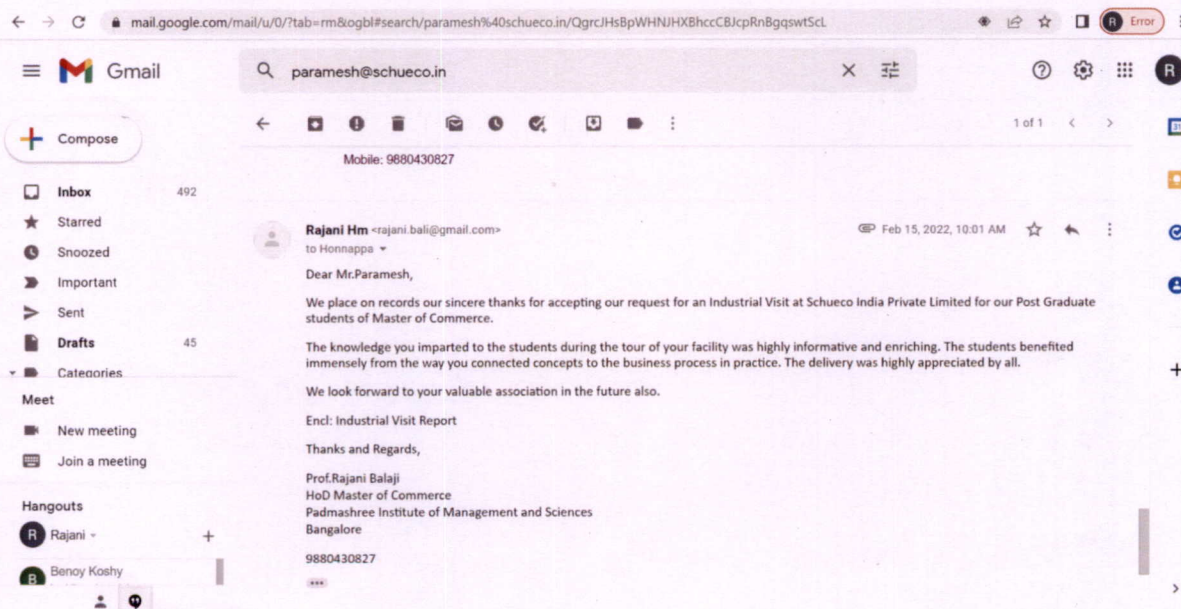 mail.google.com/mail/u/0/?tab=rm&ogbl#search/paramesh%40schueco.in/QgrcJHsBpWHNJHXBhccCBJcpRnBgqswtScL
R Error
Gmail
paramesh@schueco.in
R
Compose
1 of 1
31
Mobile: 9880430827
Inbox 492
Starred
Snoozed
Important
Sent
Drafts 45
Categories
Rajani Hm <rajani.bali@gmail.com>
Feb 15, 2022, 10:01 AM
to Honnappa
Dear Mr.Paramesh,
We place on records our sincere thanks for accepting our request for an Industrial Visit at Schueco India Private Limited for our Post Graduate
students of Master of Commerce.
The knowledge you imparted to the students during the tour of your facility was highly informative and enriching. The students benefited
immensely from the way you connected concepts to the business process in practice. The delivery was highly appreciated by all.
We look forward to your valuable association in the future also.
Encl: Industrial Visit Report
Thanks and Regards,
Prof.Rajani Balaji
HoD Master of Commerce
Padmashree Institute of Management and Sciences
Bangalore
9880430827
Meet
New meeting
Join a meeting
Hangouts
R Rajani
B Benoy Koshy